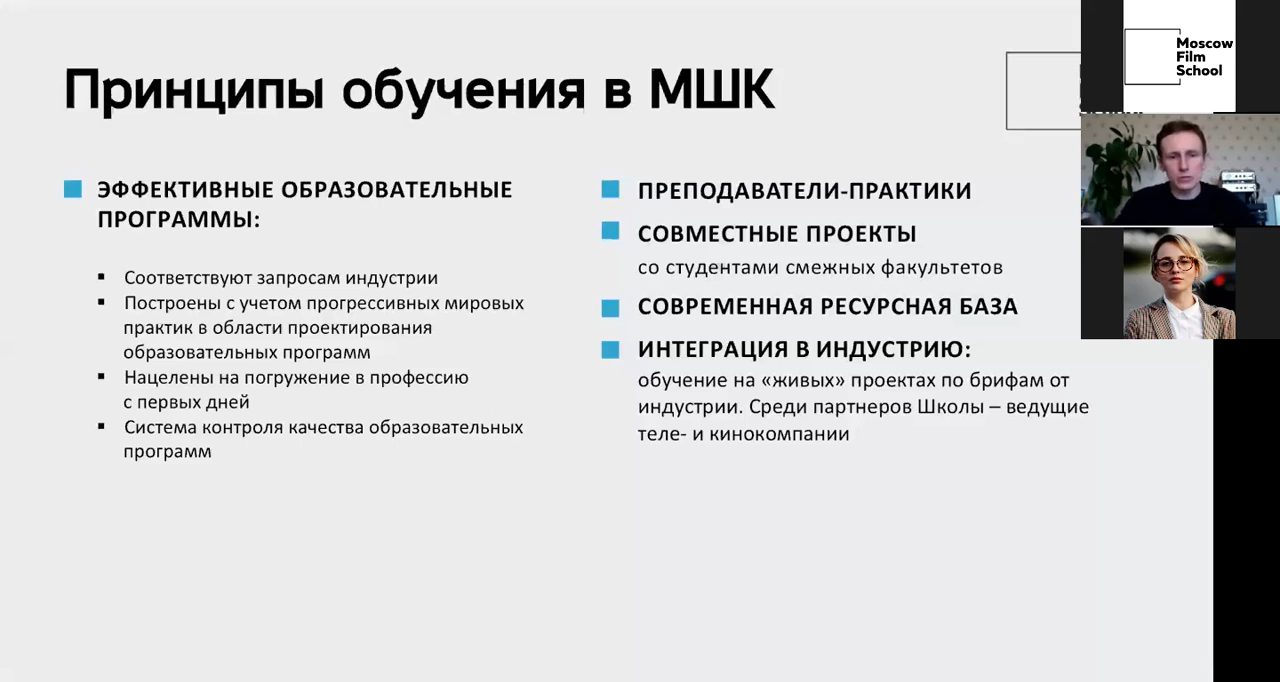 Принципы обучения в МШК
ЭФФЕКТИВНЫЕ ОБРАЗОВАТЕЛЬНЫЕ
ПРОГРАММЫ:
Соответствуют запросам индустрии
Построены с учетом прогрессивных мировых
практик в области проектирования
образовательных программ
Нацелены на погружение в профессию
с первых дней
Система контроля качества образовательных
программ
ПРЕПОДАВАТЕЛИ-ПРАКТИКИ
СОВМЕСТНЫЕ ПРОЕКТЫ
со студентами смежных факультетов
СОВРЕМЕННАЯ РЕСУРСНАЯ БАЗА
ИНТЕГРАЦИЯ В ИНДУСТРИЮ:
обучение на «живых» проектах по брифам от
индустрии. Среди партнеров Школы – ведущие
теле- и кинокомпании
Moscow
Film
School